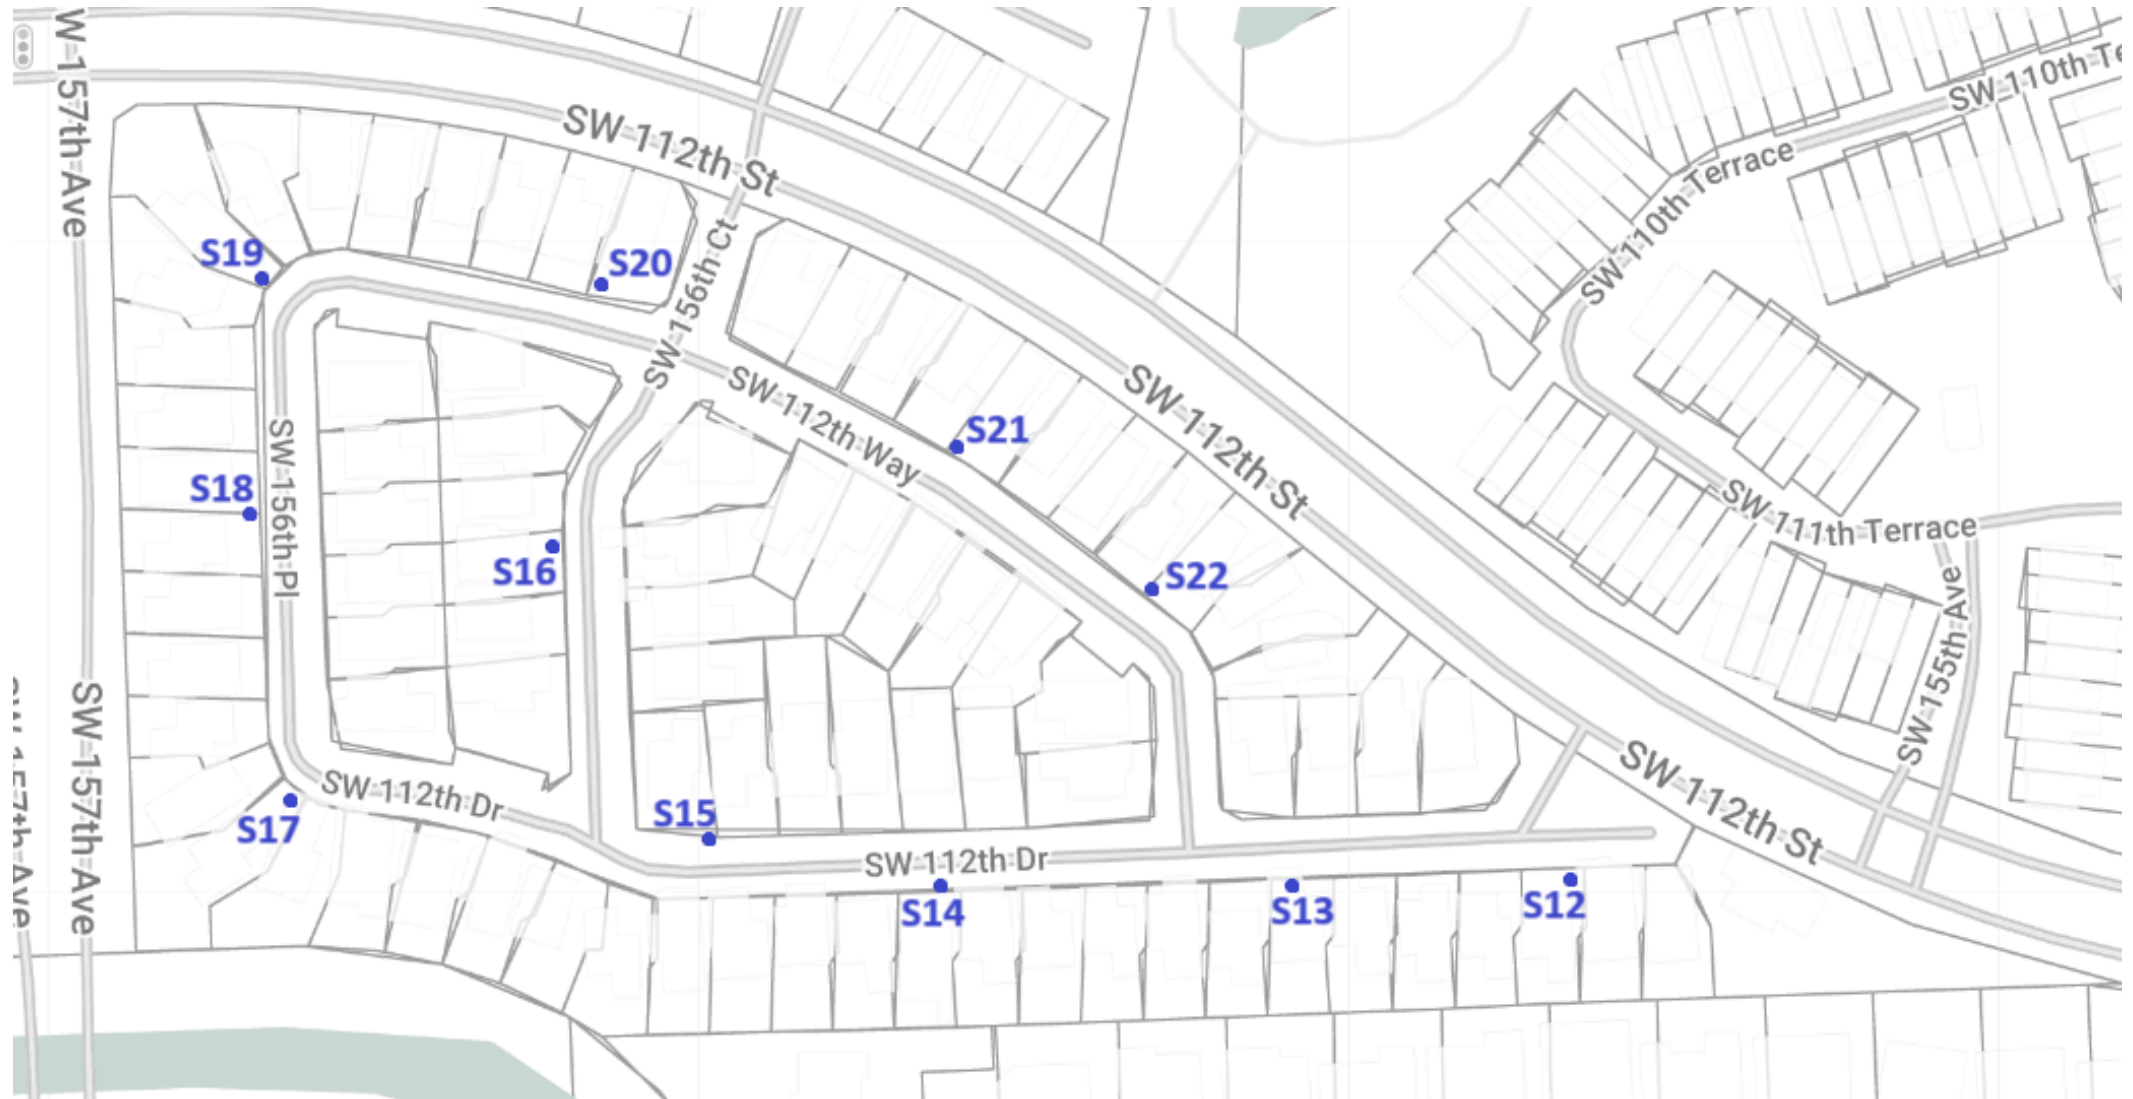 W 157th Ave
SW 110th Te
SW 112th St
SW 110th Terrace
S19
S20
SW 156th Ct
SW 112th Way
SW 112th St
S21
SW 156th Pl
S18
S16
S22
SW 111th Terrace
SW 155th Ave
SW 157th Ave
SW 157th Ave
SW 112th Dr
S17
S15
SW 112th Dr
S14
S13
S12
SW 112th St